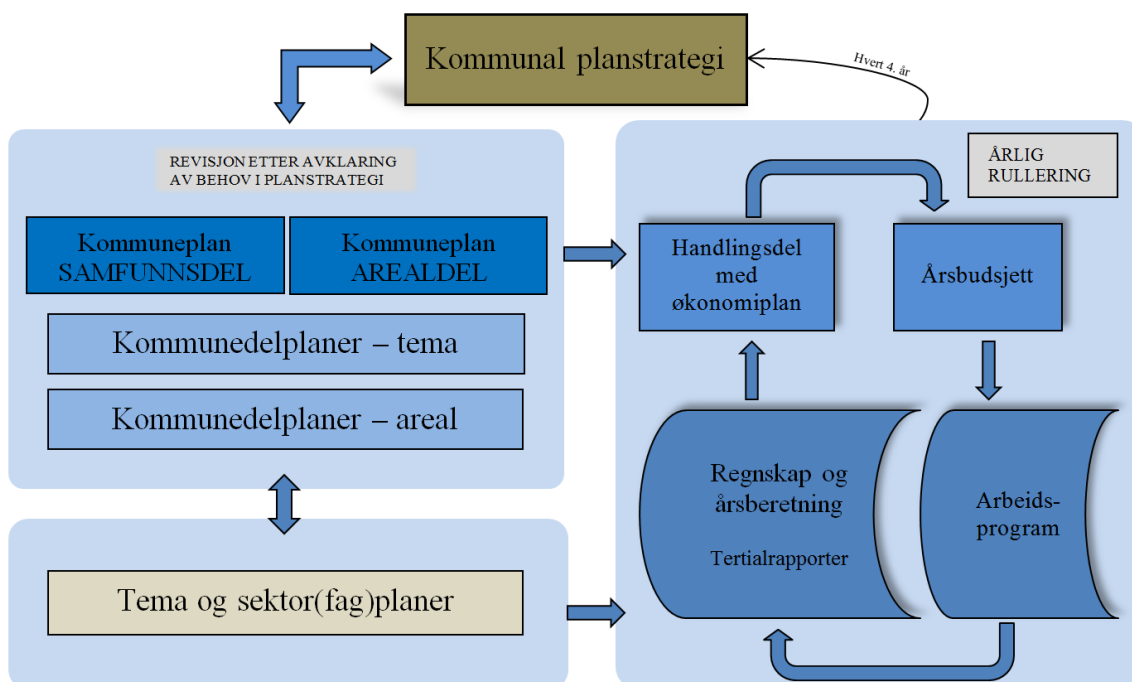 Kommunal planstrategi
Hvert 4. år
REVISJON ETTER AVKLARING
AV BEHOV I PLANSTRATEGI
Kommuneplan
SAMFUNNSDEL
Kommuneplan
AREALDEL
Kommunedelplaner – tema
Kommunedelplaner – areal
Tema og sektor(fag)planer
ÅRLIG
RULLERING
Handlingsdel
med
økonomiplan
Årsbudsjett
Regnskap og
årsberetning
Tertialrapporter
Arbeids-
program